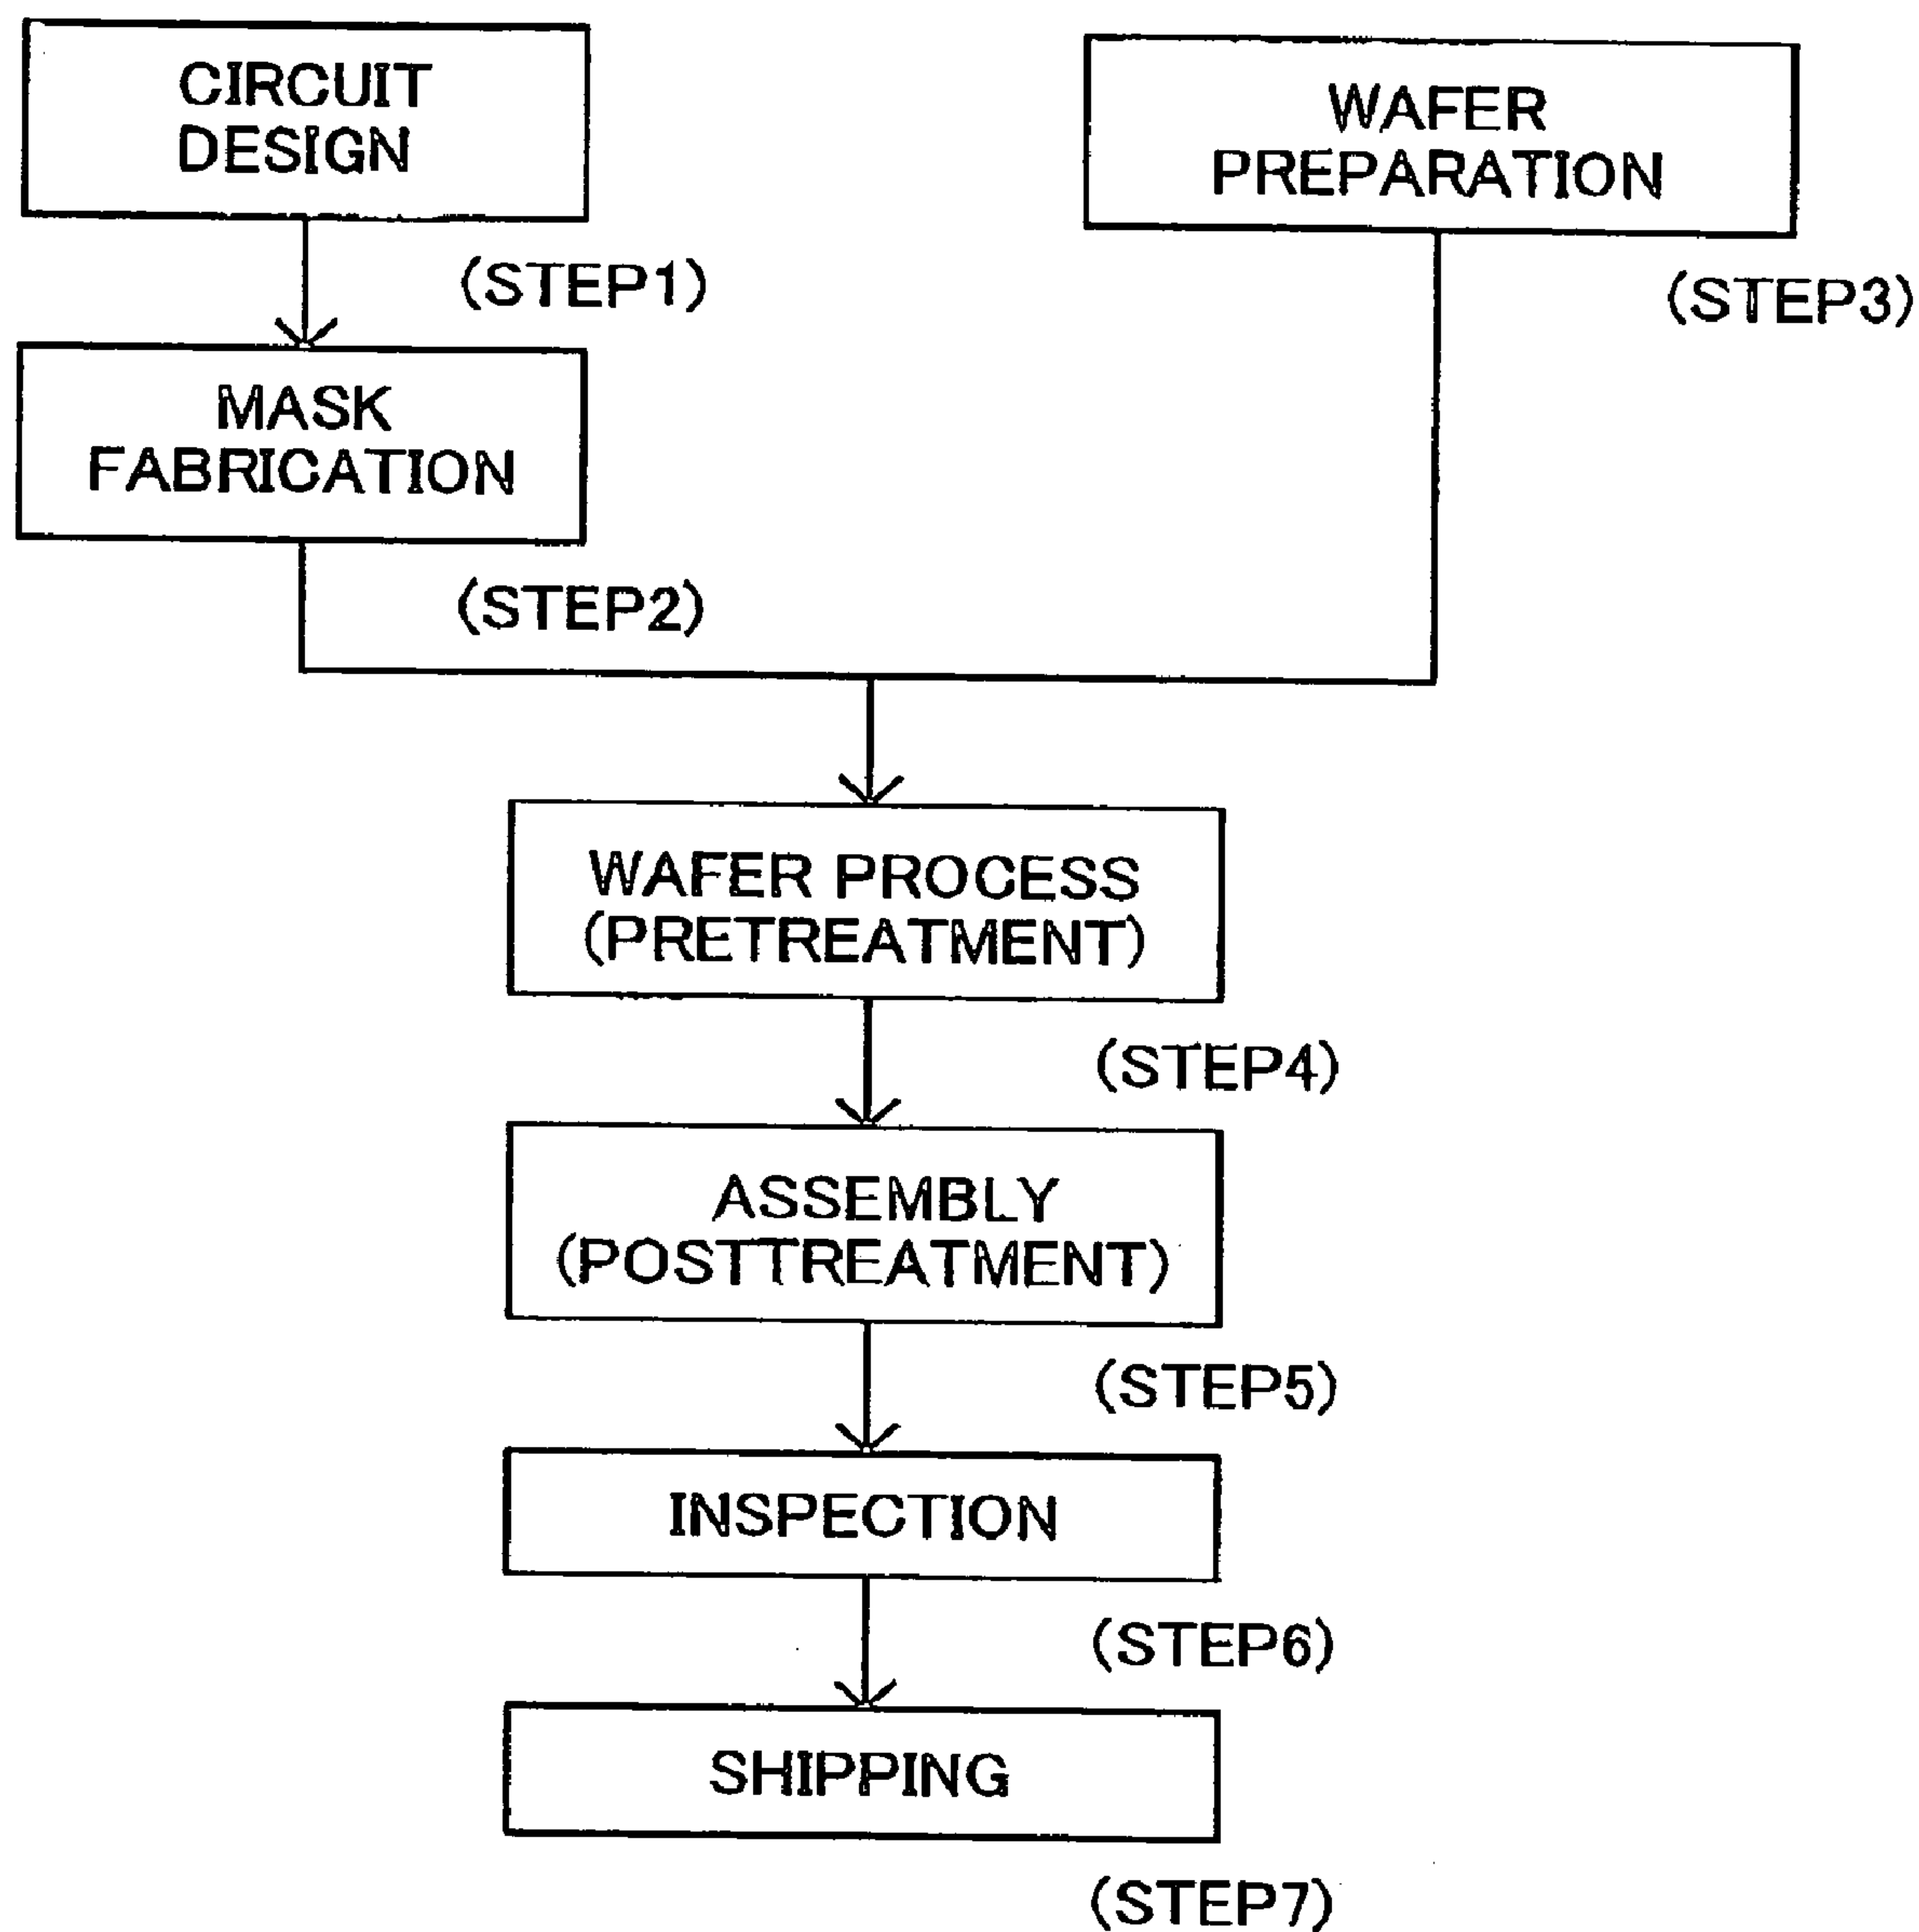 CIRCUIT
DESIGN
(STEP1)
MASK
FABRICATION
(STEP2)
WAFER
PREPARATION
(STEP3)
WAFER PROCESS
(PRETREATMENT)
(STEP4)
ASSEMBLY
(POSTTREATMENT)
(STEP5)
INSPECTION
(STEP6)
SHIPPING
(STEP7)